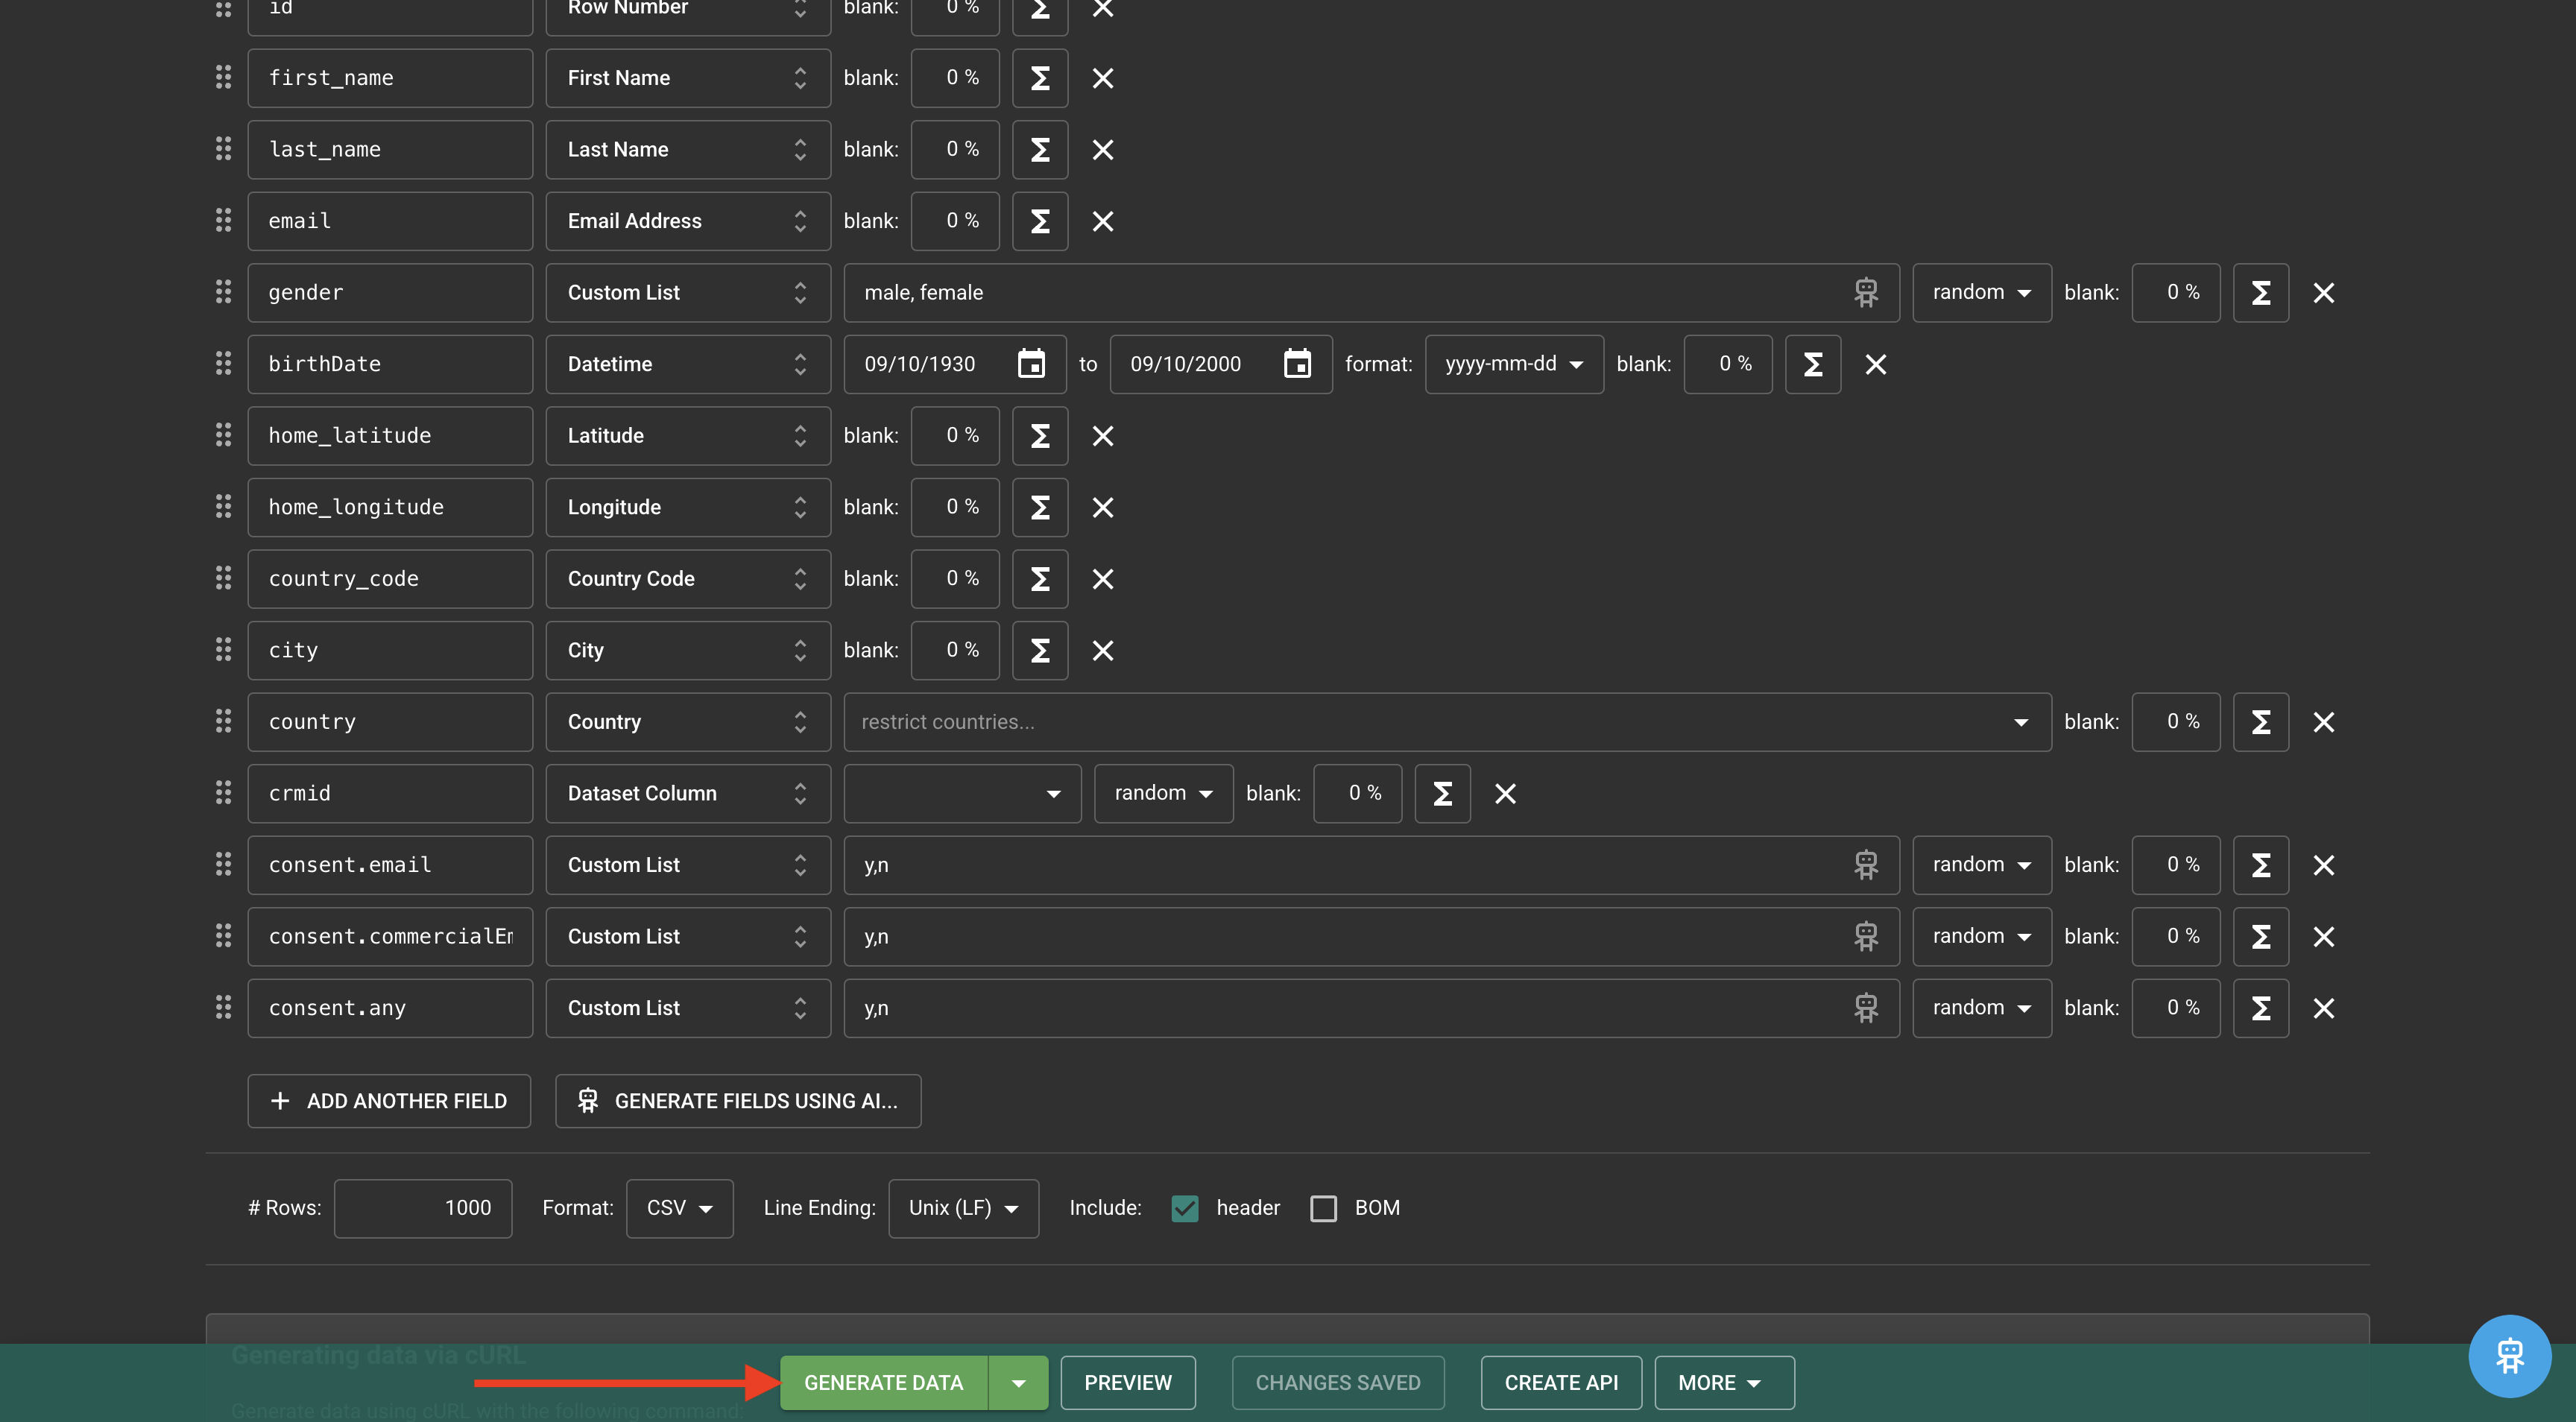 id Row Number blank: 0 % Σ
first_name First Name blank: 0 % Σ
last_name Last Name blank: 0 % Σ
email Email Address blank: 0 % Σ
gender Custom List male, female random blank: 0 % Σ
birthDate Datetime 09/10/1930 to 09/10/2000 format: yyyy-mm-dd blank: 0 % Σ
home_latitude Latitude blank: 0 % Σ
home_longitude Longitude blank: 0 % Σ
country_code Country Code blank: 0 % Σ
city City blank: 0 % Σ
country Country restrict countries... blank: 0 % Σ
crmid Dataset Column random blank: 0 % Σ
consent.email Custom List y,n random blank: 0 % Σ
consent.commercialEm Custom List y,n random blank: 0 % Σ
consent.any Custom List y,n random blank: 0 % Σ
+ ADD ANOTHER FIELD GENERATE FIELDS USING AI...
# Rows: 1000 Format: CSV Line Ending: Unix (LF) Include: header BOM
Generating data via cURL
GENERATE DATA PREVIEW CHANGES SAVED CREATE API MORE
Generate data using cURL with the following command: